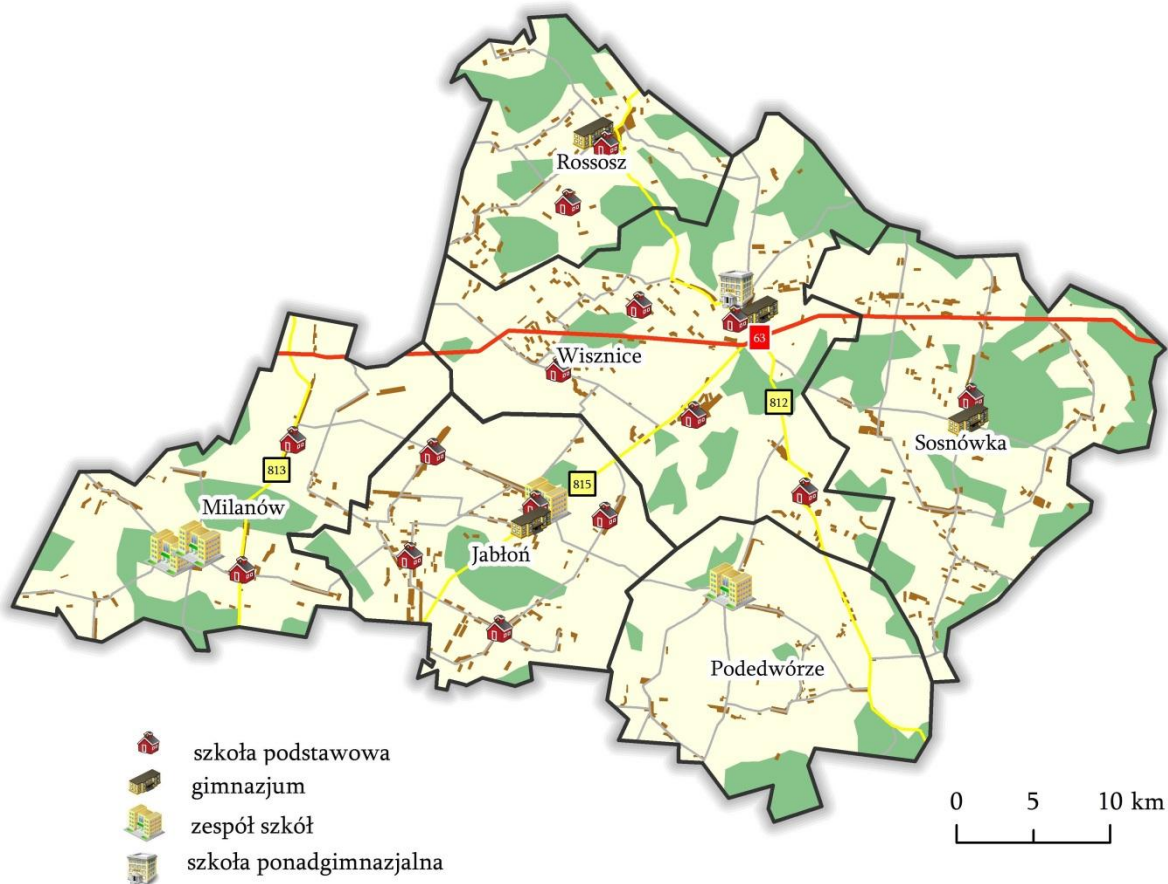 Rossosz
63
Wisznice
812
Sosnówka
813
815
Milanów
Jabłoń
Podedwórze
szkoła podstawowa
gimnazjum
zespół szkół
szkoła ponadgimnazjalna
0 5 10 km